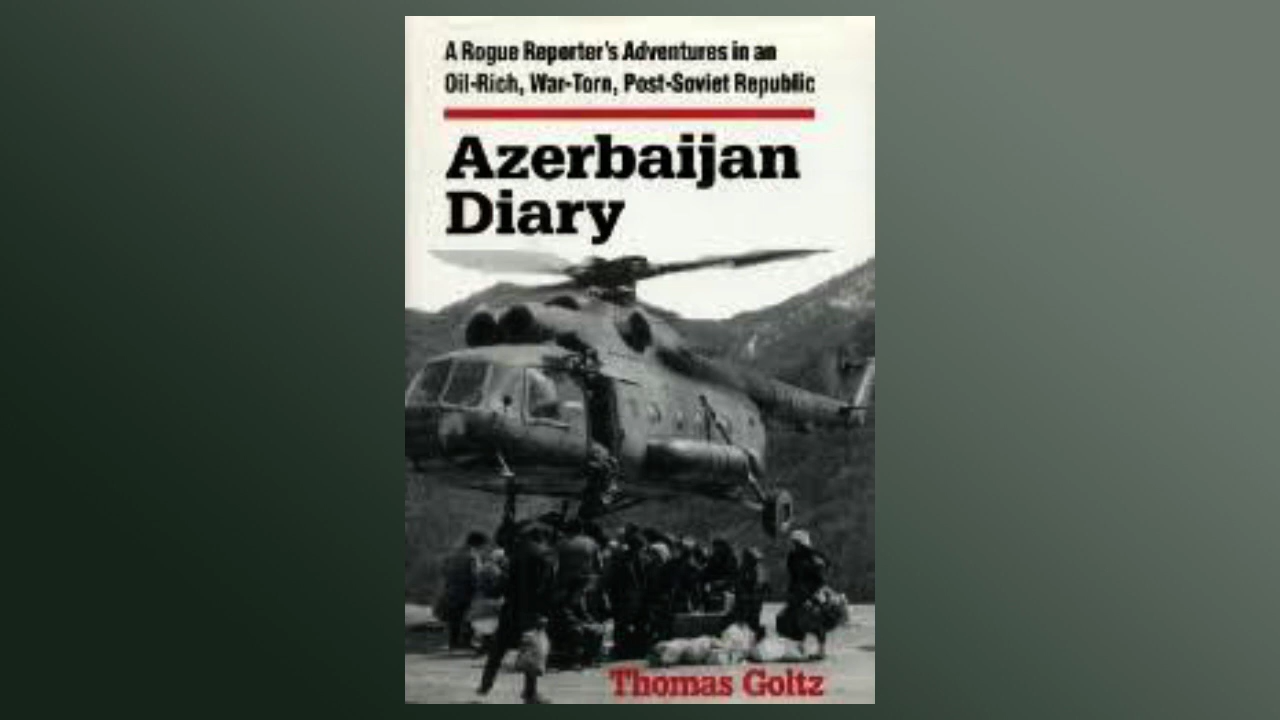 A Rogue Reporter's Adventures in an
Oil-Rich, War-Torn, Post-Soviet Republic
Azerbaijan
Diary
Thomas Goltz